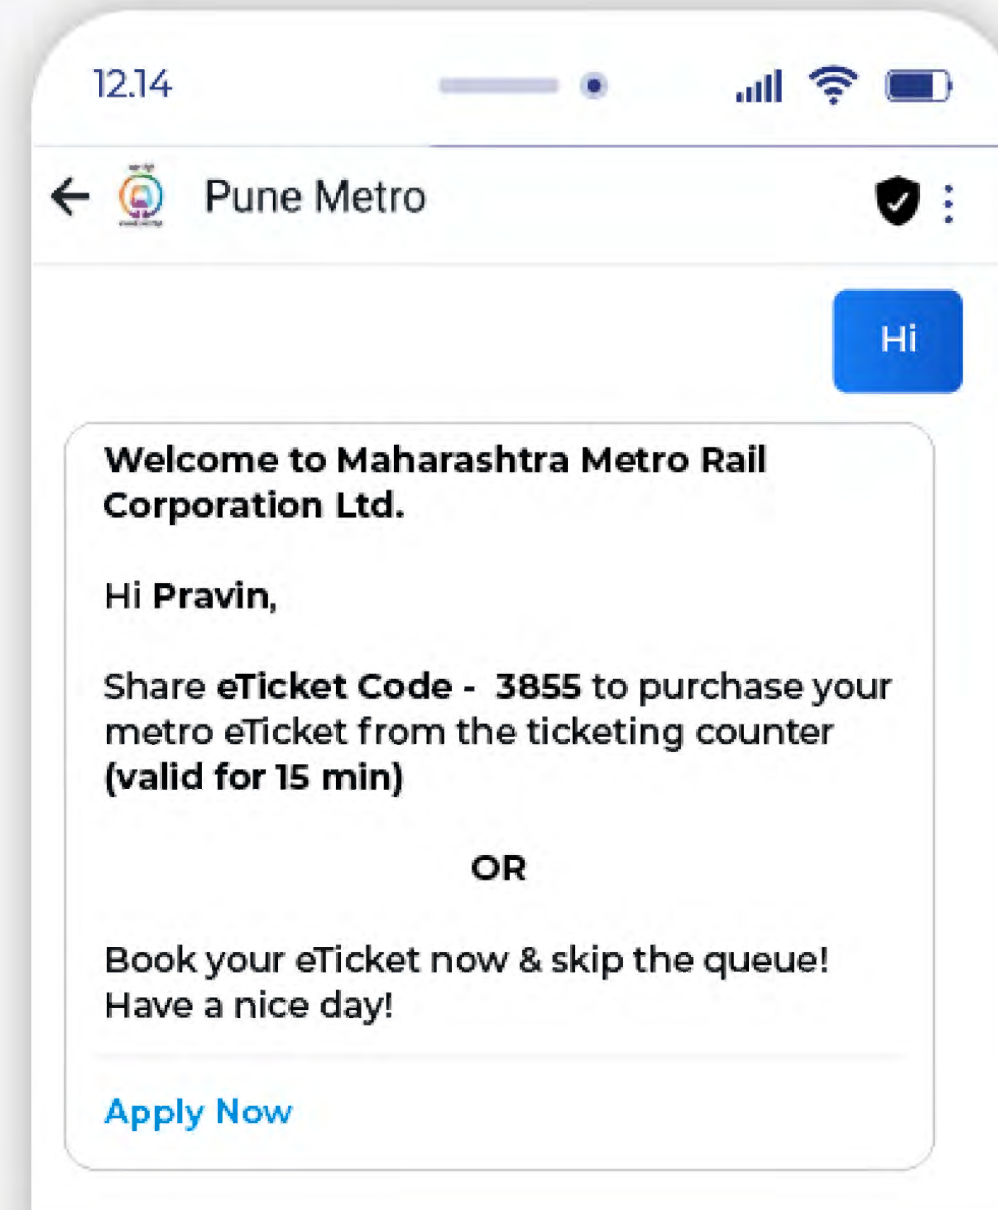 12.14
Pune Metro
Hi
Welcome to Maharashtra Metro Rail
Corporation Ltd.
Hi Pravin,
Share eTicket Code - 3855 to purchase your
metro eTicket from the ticketing counter
(valid for 15 min)
OR
Book your eTicket now & skip the queue!
Have a nice day!
Apply Now